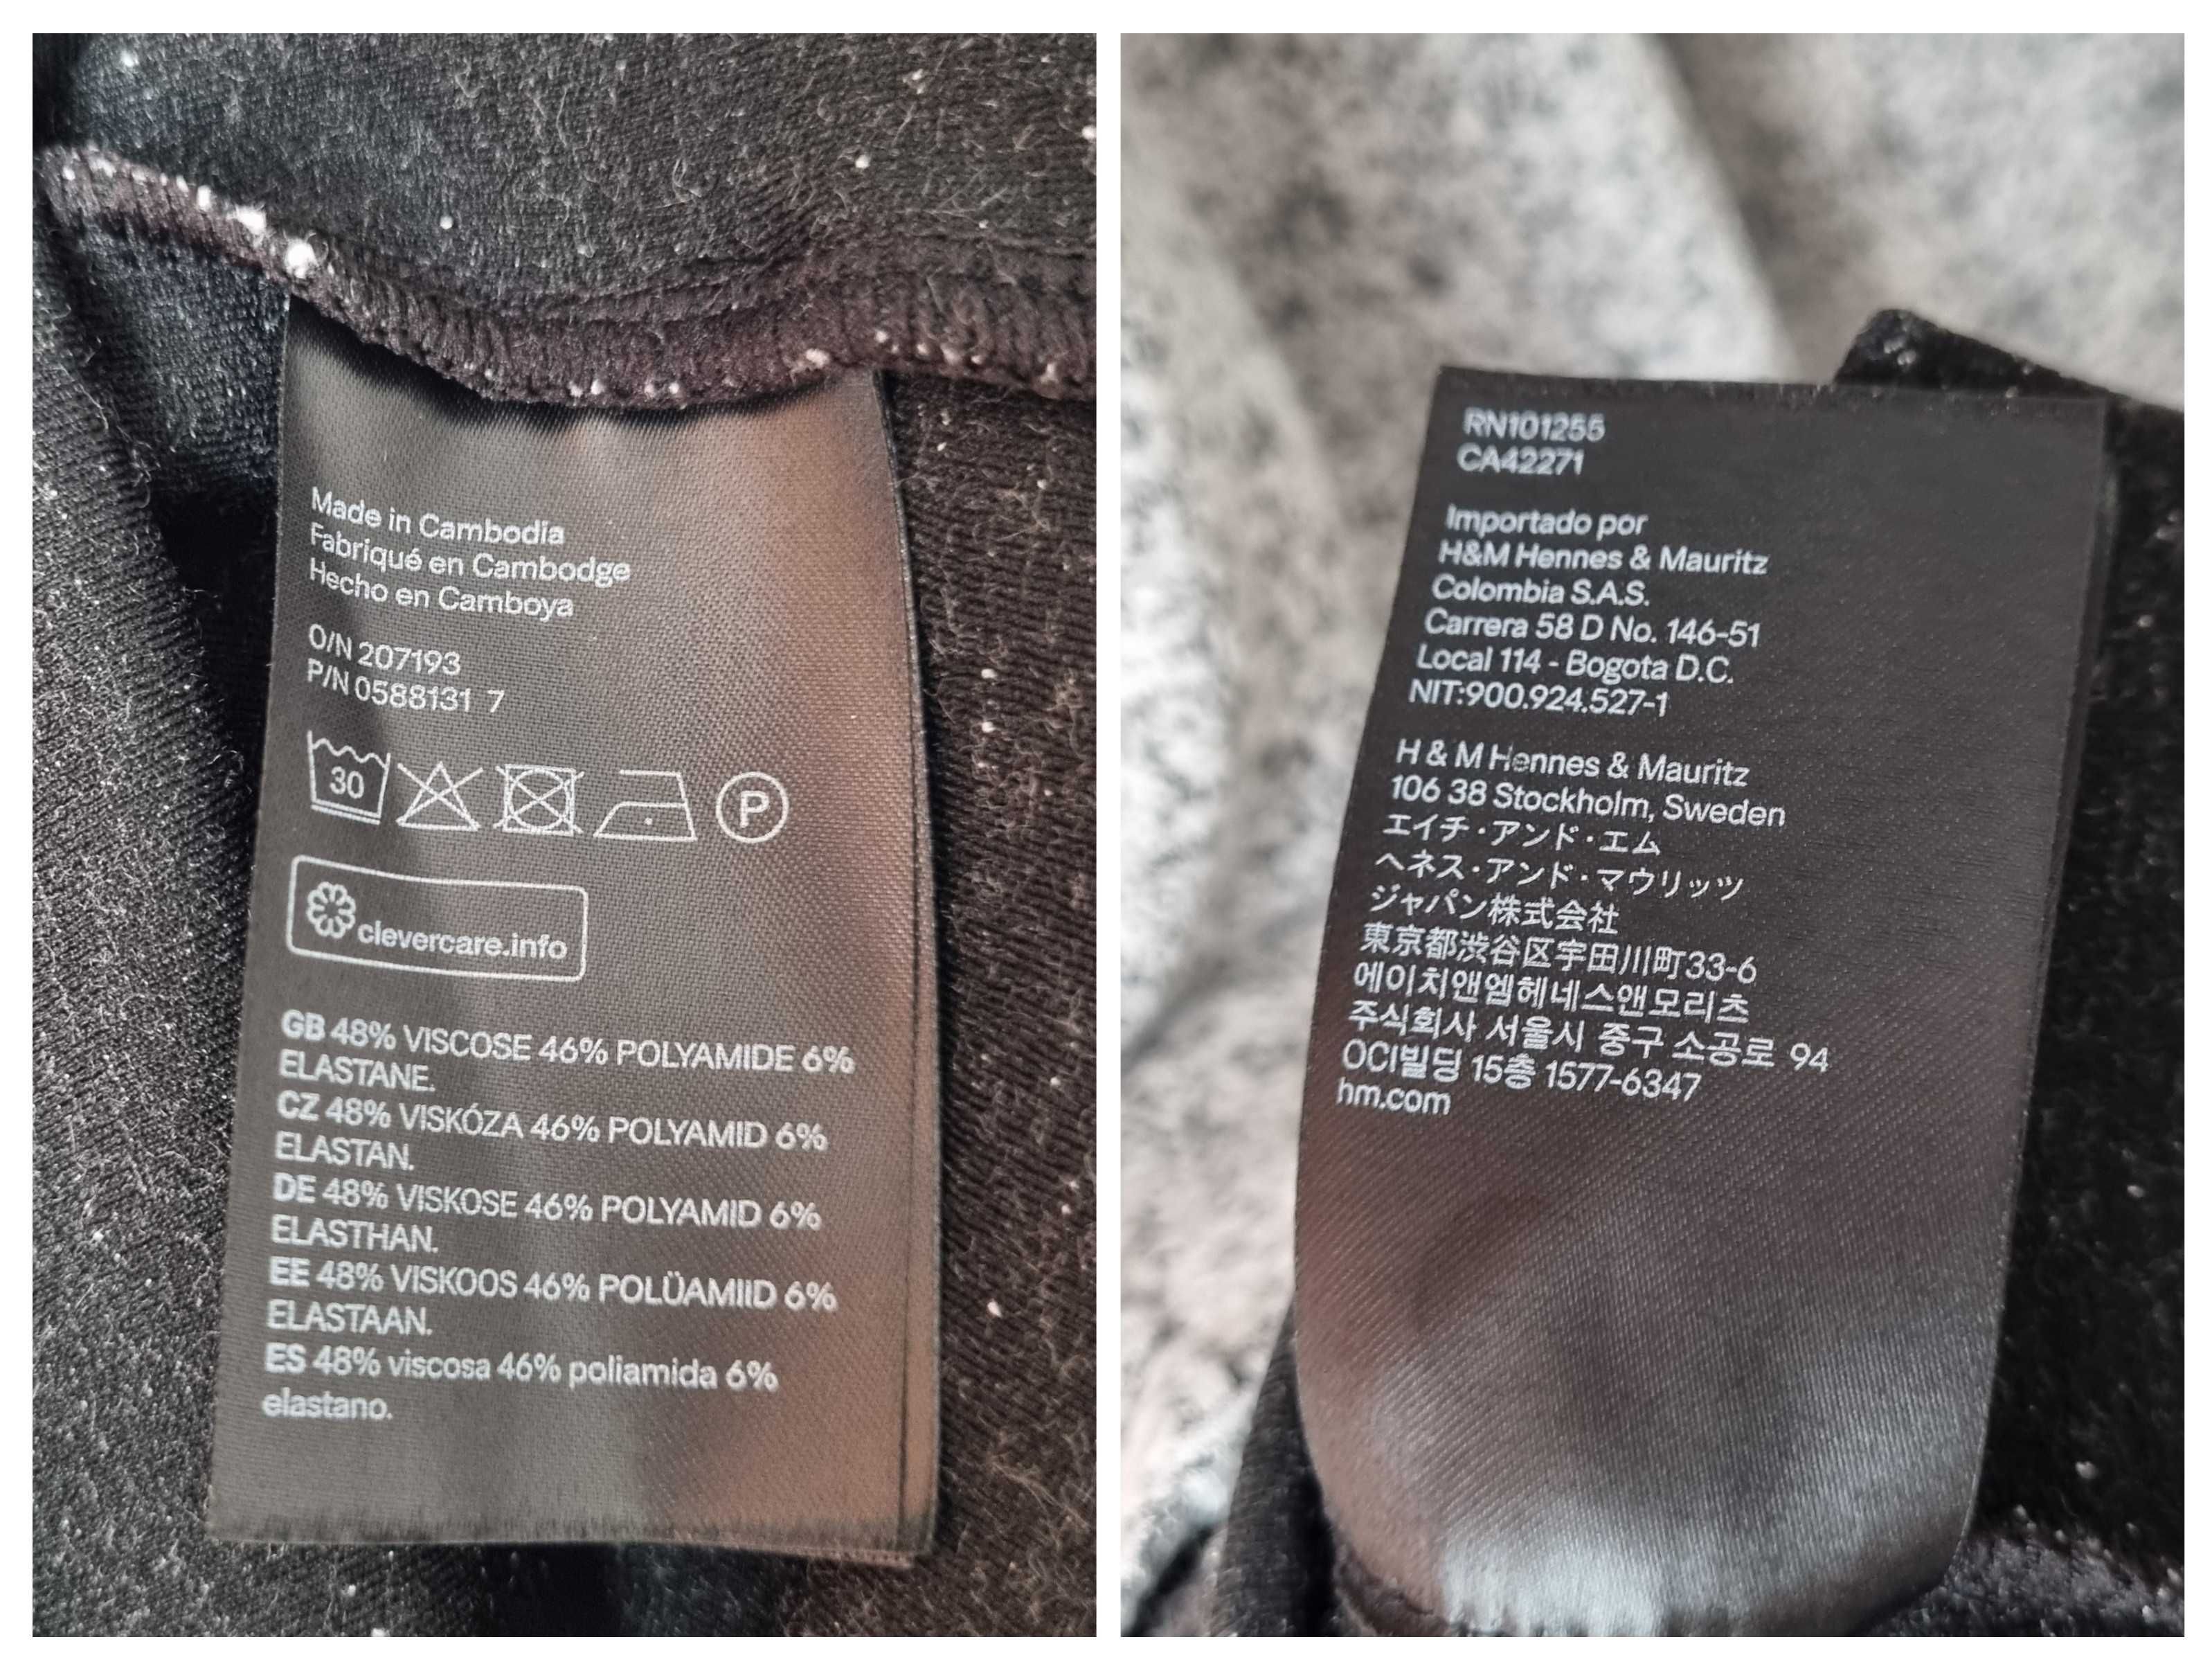 Made in Cambodia
Fabriqué en Cambodge
Hecho en Camboya
O/N 207193
P/N 0588131 7
30 P
clevercare.info
GB 48% VISCOSE 46% POLYAMIDE 6%
ELASTANE.
CZ 48% VISKÓZA 46% POLYAMID 6%
ELASTAN.
DE 48% VISKOSE 46% POLYAMID 6%
ELASTHAN.
EE 48% VISKOOS 46% POLÜAMIID 6%
ELASTAAN.
ES 48% viscosa 46% poliamida 6%
elastano.
RN101255
CA42271
Importado por
H&M Hennes & Mauritz
Colombia S.A.S.
Carrera 58 D No. 146-51
Local 114 - Bogota D.C.
NIT:900.924.527-1
H & M Hennes & Mauritz
106 38 Stockholm, Sweden
エイチ・アンド・エム
ヘネス・アンド・マウリッツ
ジャパン株式会社
東京都渋谷区宇田川町33-6
에이치앤엠헤네스앤모리츠
주식회사 서울시 중구 소공로 94
OCI빌딩 15층 1577-6347
hm.com